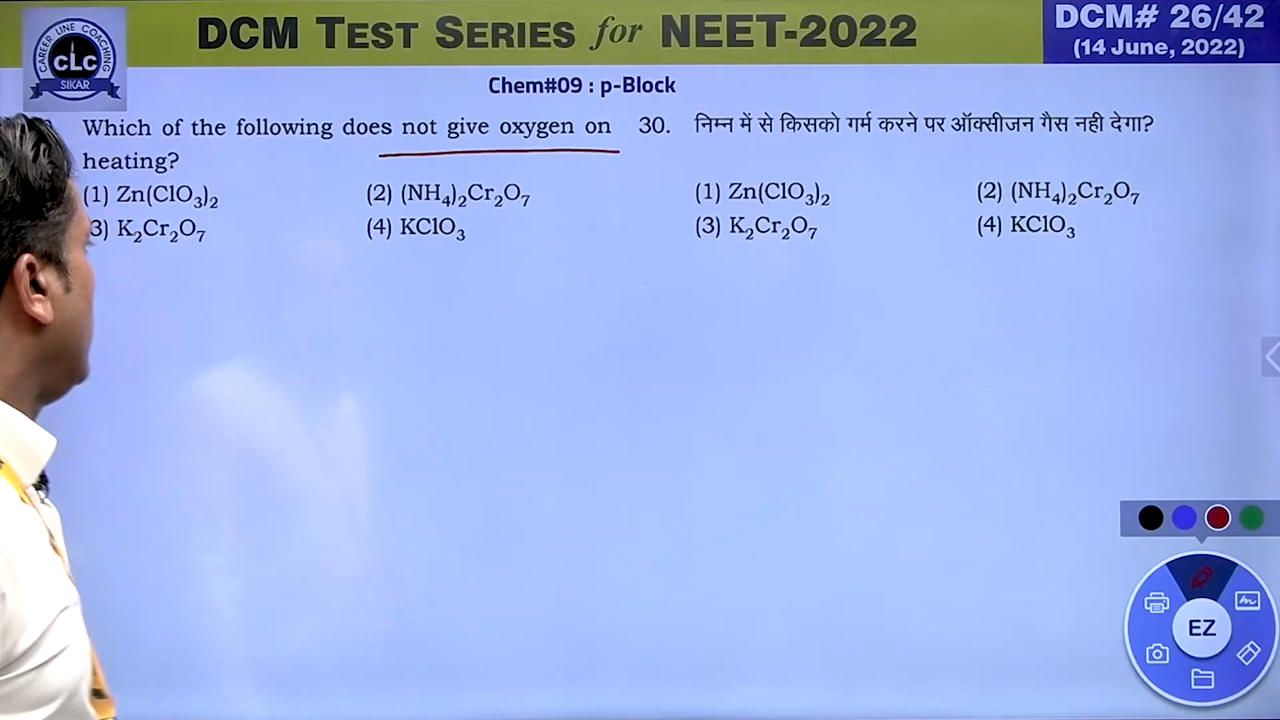 CAREER LINE COACHING
CLC
SIKAR
DCM TEST SERIES for NEET-2022
DCM# 26/42
(14 June, 2022)
Chem#09 : p-Block
Which of the following does not give oxygen on
heating?
(1) Zn(ClO₃)₂ (2) (NH₄)₂Cr₂O₇
3) K₂Cr₂O₇ (4) KClO₃
30. निम्न में से किसको गर्म करने पर ऑक्सीजन गैस नही देगा?
(1) Zn(ClO₃)₂ (2) (NH₄)₂Cr₂O₇
(3) K₂Cr₂O₇ (4) KClO₃
EZ